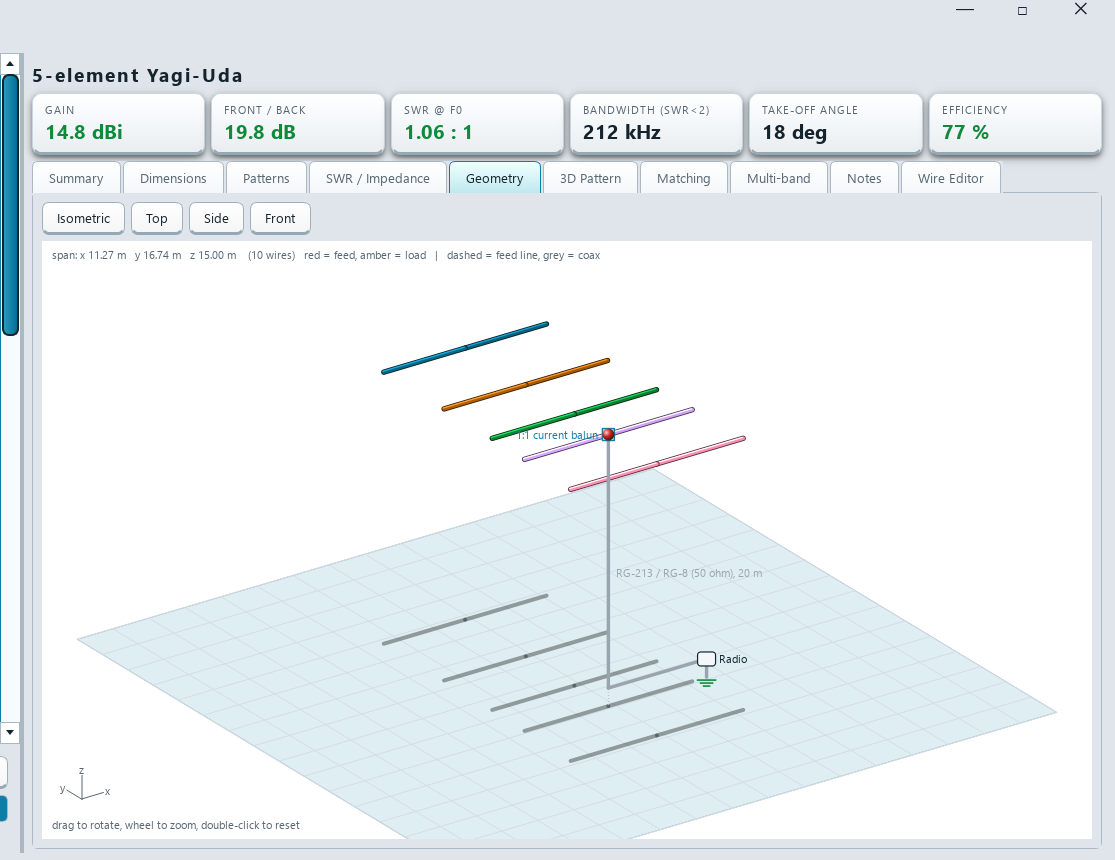 5-element Yagi-Uda
GAIN
14.8 dBi
FRONT / BACK
19.8 dB
SWR @ F0
1.06 : 1
BANDWIDTH (SWR<2)
212 kHz
TAKE-OFF ANGLE
18 deg
EFFICIENCY
77 %
Summary
Dimensions
Patterns
SWR / Impedance
Geometry
3D Pattern
Matching
Multi-band
Notes
Wire Editor
Isometric
Top
Side
Front
span: x 11.27 m y 16.74 m z 15.00 m (10 wires) red = feed, amber = load | dashed = feed line, grey = coax
1:1 current balun
RG-213 / RG-8 (50 ohm), 20 m
Radio
z
y
x
drag to rotate, wheel to zoom, double-click to reset